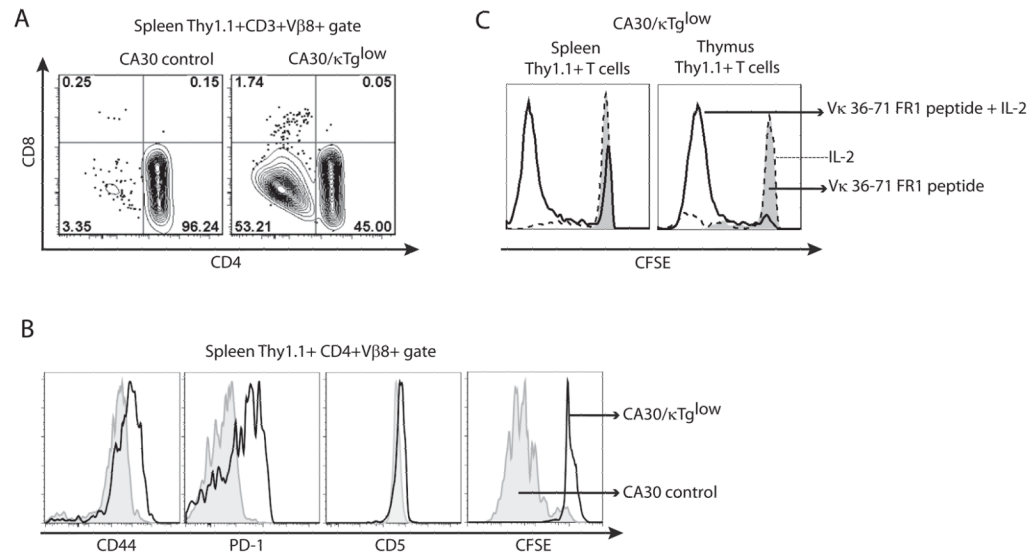 A
Spleen Thy1.1+CD3+Vβ8+ gate
CA30 control
CA30/κTglow
0.25
0.15
1.74
0.05
CD8
3.35
96.24
53.21
45.00
CD4
C
CA30/κTglow
Spleen
Thy1.1+ T cells
Thymus
Thy1.1+ T cells
Vκ 36-71 FR1 peptide + IL-2
IL-2
Vκ 36-71 FR1 peptide
CFSE
B
Spleen Thy1.1+ CD4+Vβ8+ gate
CA30/κTglow
CA30 control
CD44
PD-1
CD5
CFSE